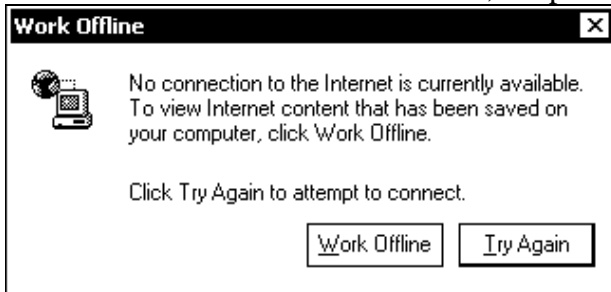 Work Offline
No connection to the Internet is currently available.
To view Internet content that has been saved on
your computer, click Work Offline.
Click Try Again to attempt to connect.
Work Offline
Try Again